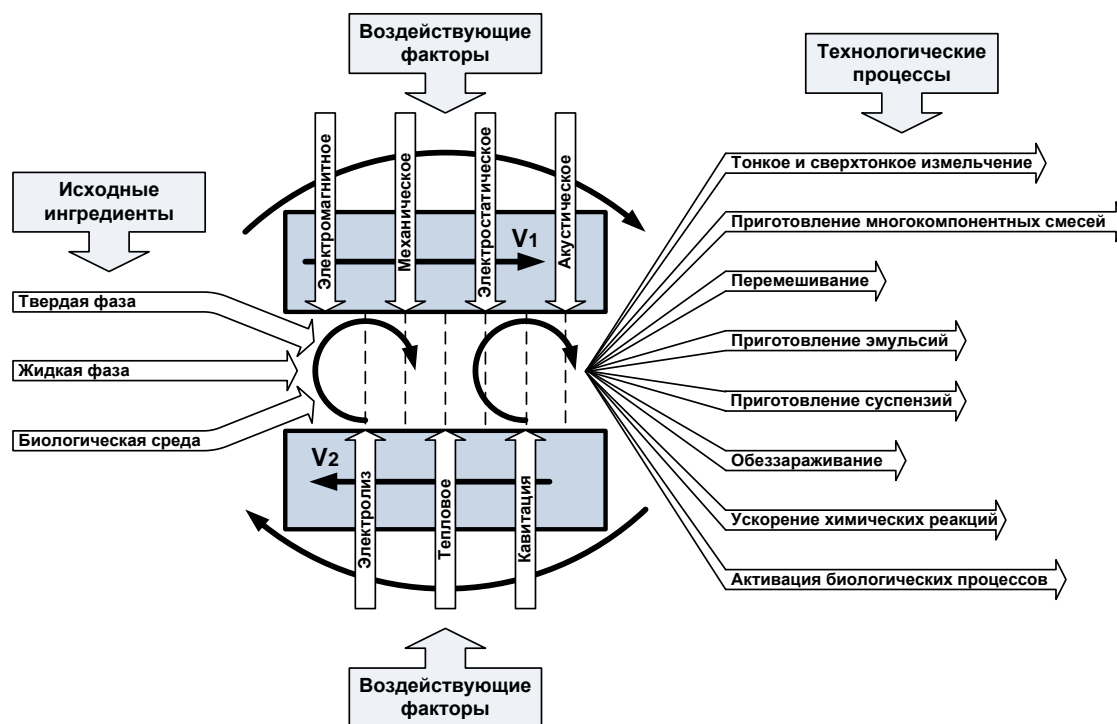 Воздействующие
факторы
Технологические
процессы
Исходные
ингредиенты
Электромагнитное
Механическое
Электростатическое
Акустическое
V1
Твердая фаза
Жидкая фаза
Биологическая среда
V2
Электролиз
Тепловое
Кавитация
Тонкое и сверхтонкое измельчение
Приготовление многокомпонентных смесей
Перемешивание
Приготовление эмульсий
Приготовление суспензий
Обеззараживание
Ускорение химических реакций
Активация биологических процессов
Воздействующие
факторы